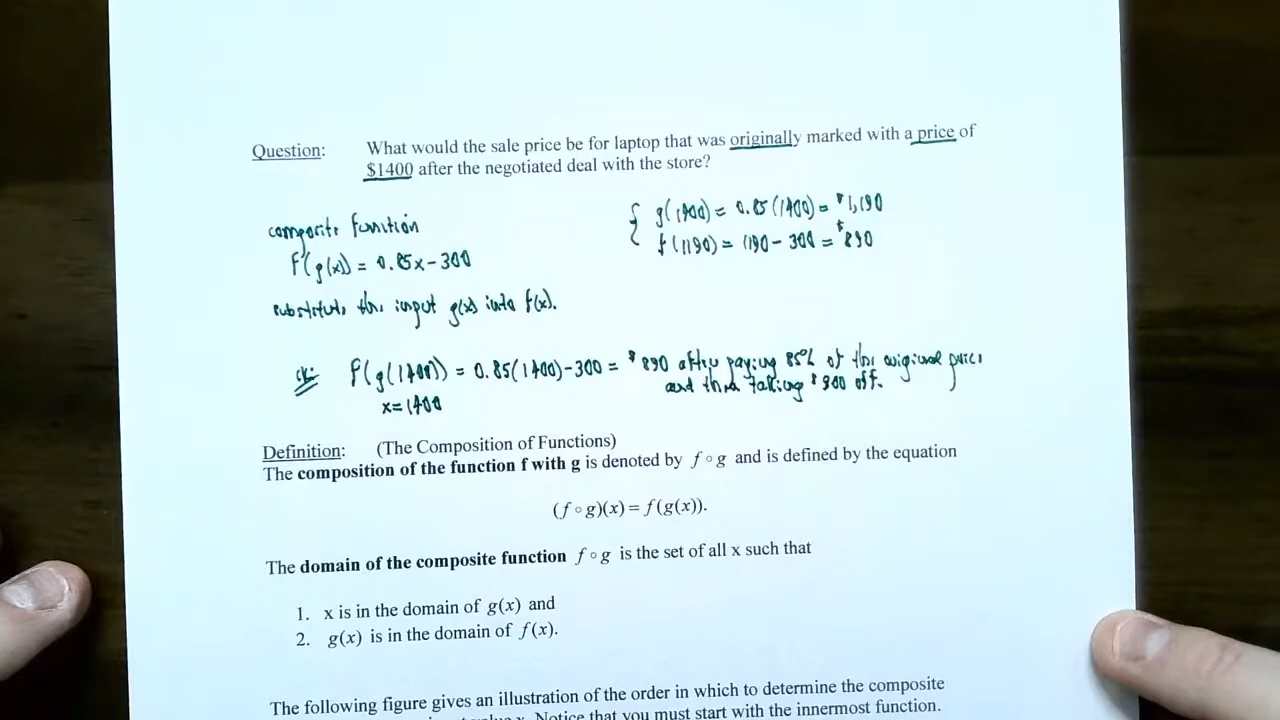 Question: What would the sale price be for laptop that was originally marked with a price of
$1400 after the negotiated deal with the store?
composite function
f(g(x)) = 0.85x - 300
substitute the input g(x) into f(x).
{ g(1400) = 0.85(1400) = $1,190
f(1190) = 1190 - 300 = $890
f(g(1400)) = 0.85(1400) - 300 = $890 after paying 85% of the original price
and then taking $300 off.
x = 1400
Definition: (The Composition of Functions)
The composition of the function f with g is denoted by f ∘ g and is defined by the equation
(f ∘ g)(x) = f(g(x)).
The domain of the composite function f ∘ g is the set of all x such that
1. x is in the domain of g(x) and
2. g(x) is in the domain of f(x).
The following figure gives an illustration of the order in which to determine the composite
Notice that you must start with the innermost function.